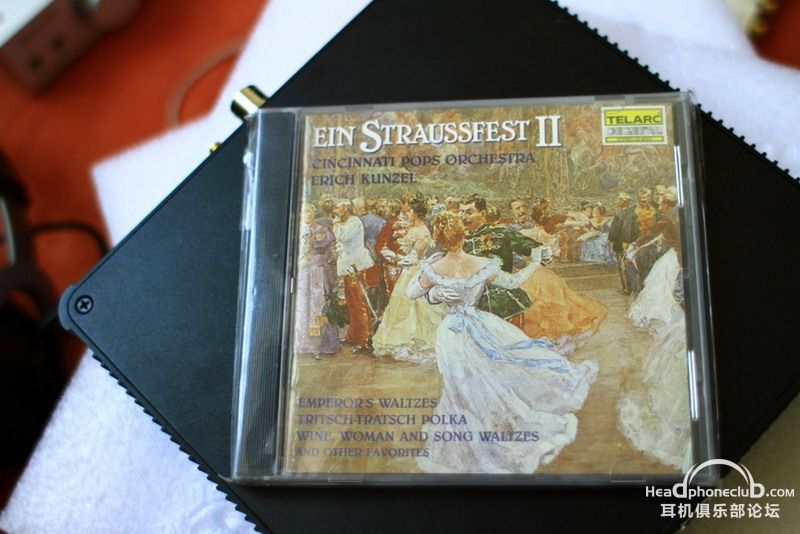 EIN STRAUSSFEST II
TELARC
DIGITAL
CINCINNATI POPS ORCHESTRA
ERICH KUNZEL
EMPEROR'S WALTZES
TRITSCH-TRATSCH POLKA
WINE, WOMAN AND SONG WALTZES
AND OTHER FAVORITES
HeadphoneClub.com
耳机俱乐部论坛